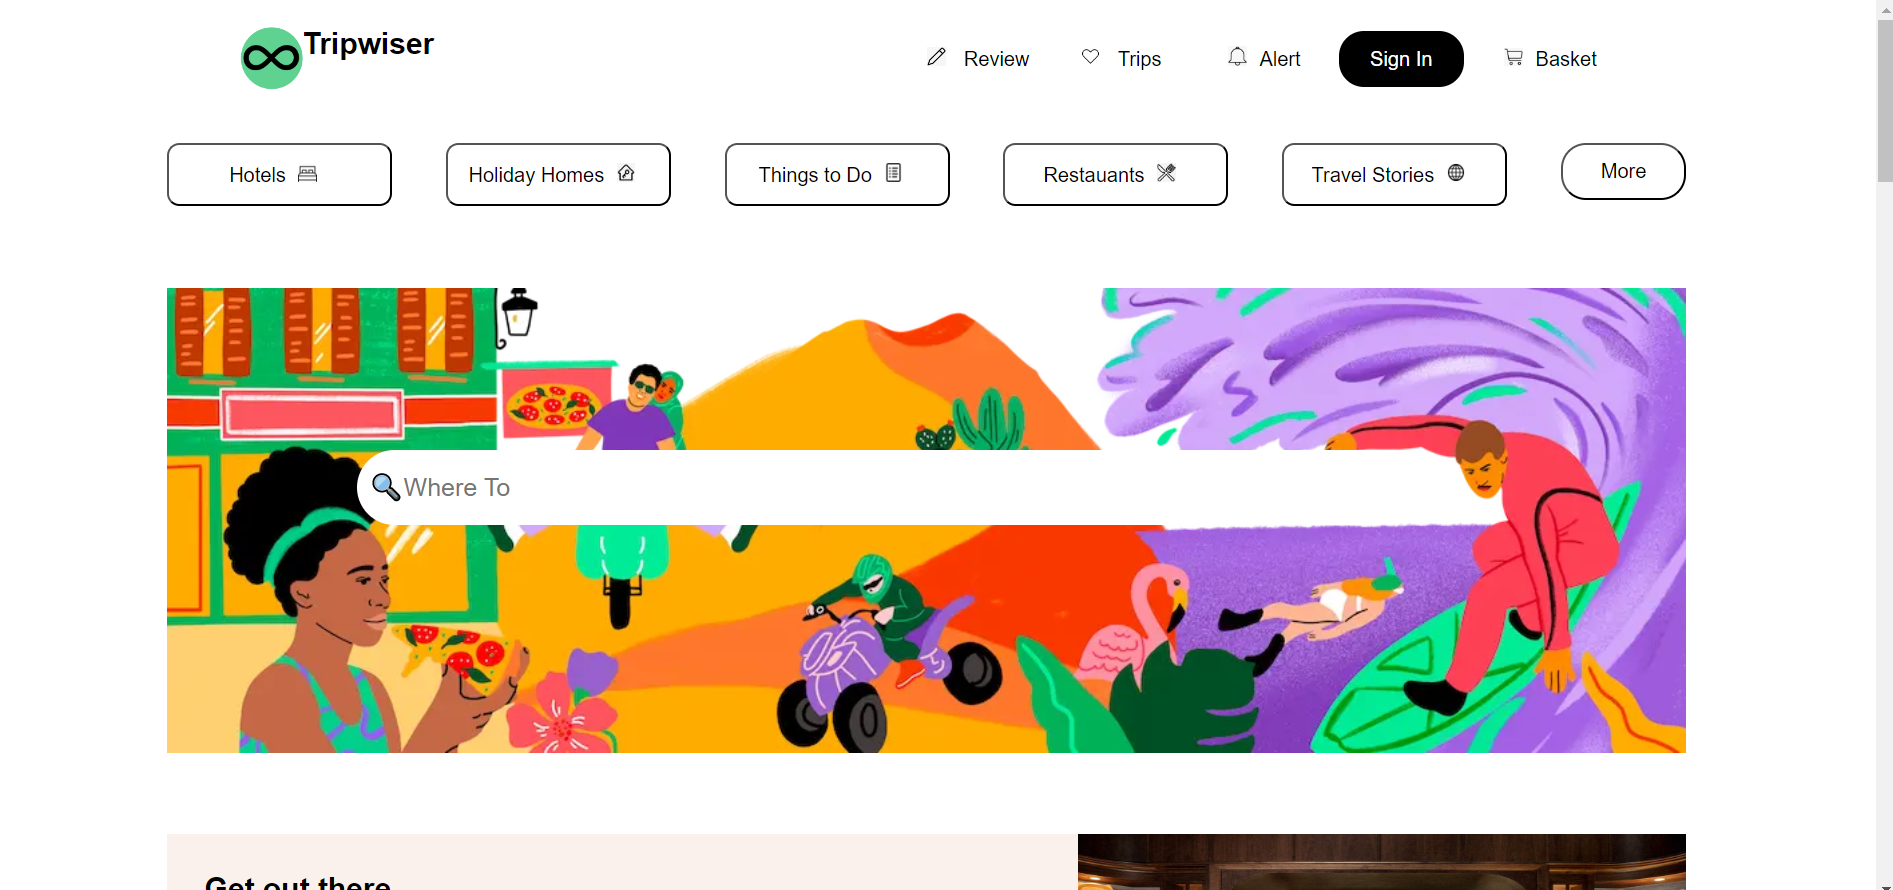 Tripwiser
Review Trips Alert Sign In Basket
Hotels Holiday Homes Things to Do Restauants Travel Stories More
Where To
Get out there